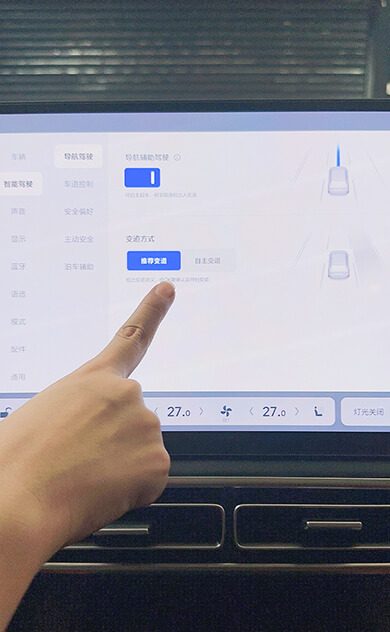 车辆
导航驾驶
导航辅助驾驶
智能驾驶
车道控制
声音
安全偏好
显示
主动安全
变道方式
蓝牙
泊车辅助
推荐变道
自主变道
语音
模式
配件
通用
27.0
27.0
灯光关闭